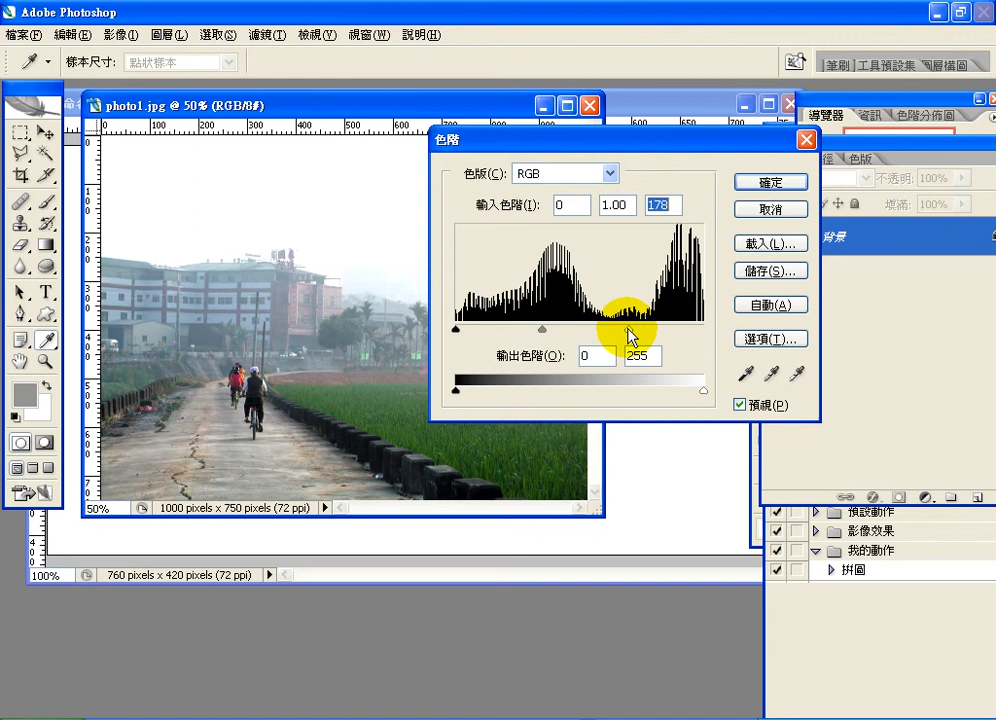 Adobe Photoshop
檔案(F) 編輯(E) 影像(I) 圖層(L) 選取(S) 濾鏡(T) 檢視(V) 視窗(W) 說明(H)
樣本尺寸: 點狀樣本
筆刷 工具預設集 圖層構圖
photo1.jpg @ 50% (RGB/8#)
導覽器 資訊 色階分佈圖
0 100 200 300 400 500 600
600 650 700
色階
色版(C): RGB
確定
輸入色階(I): 0 1.00 178
取消
載入(L)...
儲存(S)...
自動(A)
選項(T)...
輸出色階(O): 0 255
預視(P)
徑 色版
不透明: 100%
填滿: 100%
背景
50% 1000 pixels x 750 pixels (72 ppi)
100% 760 pixels x 420 pixels (72 ppi)
預設動作
影像效果
我的動作
拼圖